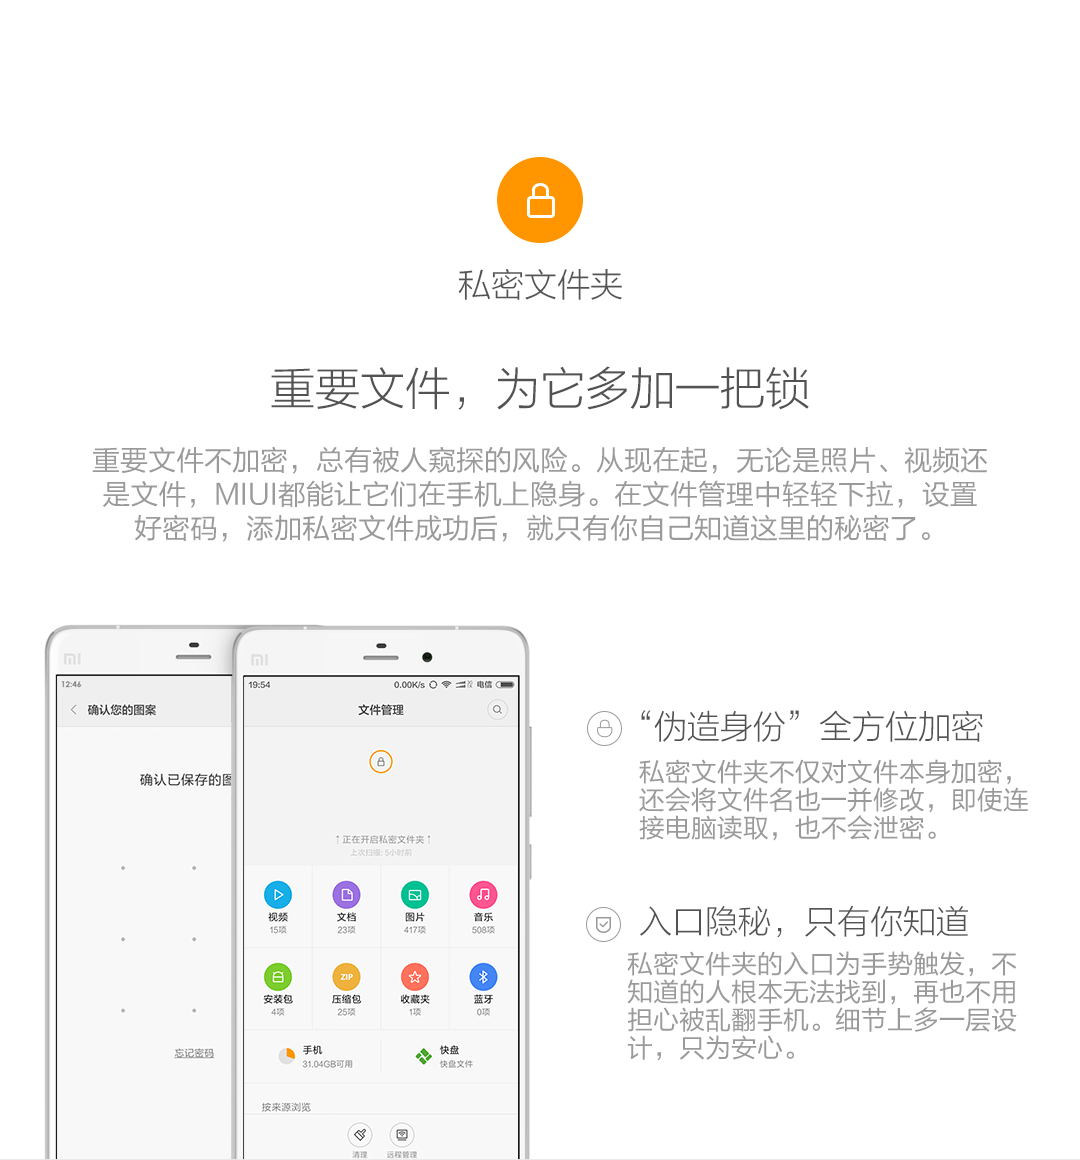 私密文件夹
重要文件，为它多加一把锁
重要文件不加密，总有被人窥探的风险。从现在起，无论是照片、视频还
是文件，MIUI都能让它们在手机上隐身。在文件管理中轻轻下拉，设置
好密码，添加私密文件成功后，就只有你自己知道这里的秘密了。
MI
12:46
确认您的图案
确认已保存的图
忘记密码
MI
19:54 0.00K/s 电信
文件管理
↑正在开启私密文件夹↑
上次扫描: 5小时前
视频 文档 图片 音乐
15项 23项 417项 508项
ZIP
安装包 压缩包 收藏夹 蓝牙
4项 25项 1项 0项
手机 快盘
31.04GB可用 快盘文件
按来源浏览
清理 远程管理
“伪造身份”全方位加密
私密文件夹不仅对文件本身加密，
还会将文件名也一并修改，即使连
接电脑读取，也不会泄密。
入口隐秘，只有你知道
私密文件夹的入口为手势触发，不
知道的人根本无法找到，再也不用
担心被乱翻手机。细节上多一层设
计，只为安心。